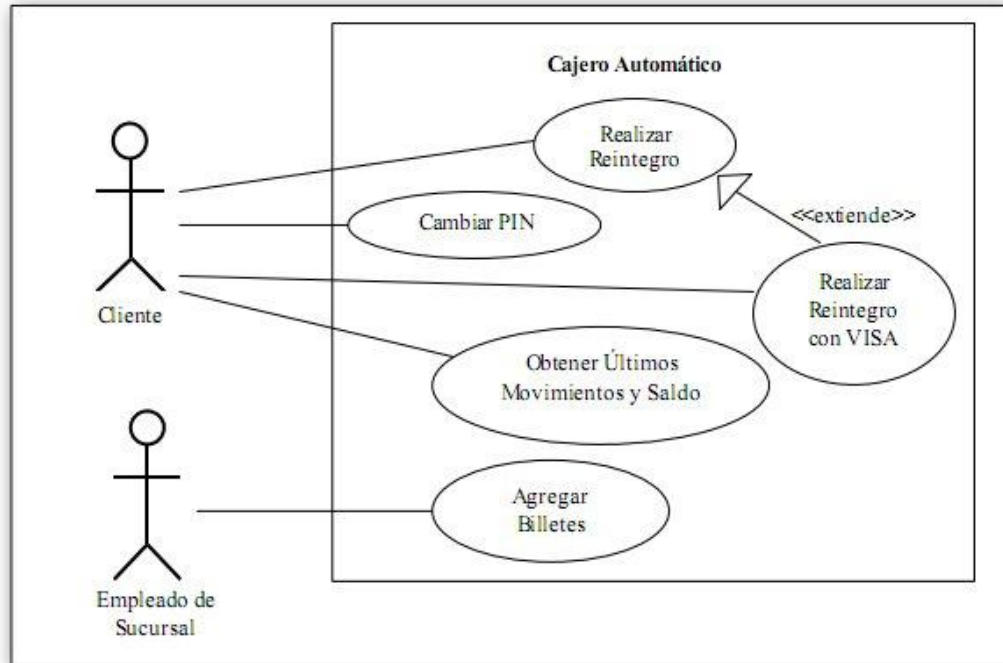 Cajero Automático
Realizar
Reintegro
Cambiar PIN
<<extiende>>
Realizar
Reintegro
con VISA
Cliente
Obtener Últimos
Movimientos y Saldo
Agregar
Billetes
Empleado de
Sucursal